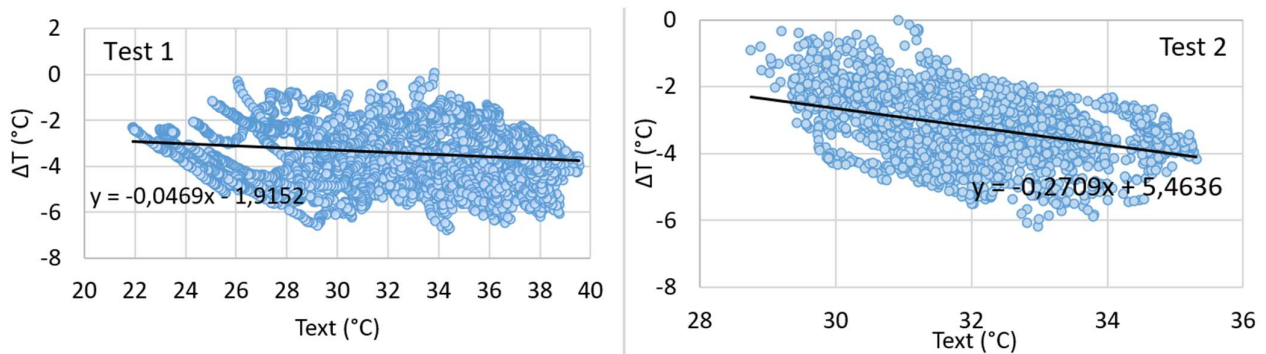 Test 1
2
0
-2
-4
-6
-8
ΔT (°C)
y = -0,0469x - 1,9152
20 22 24 26 28 30 32 34 36 38 40
Text (°C)
Test 2
0
-2
-4
-6
-8
ΔT (°C)
y = -0,2709x + 5,4636
28 30 32 34 36
Text (°C)